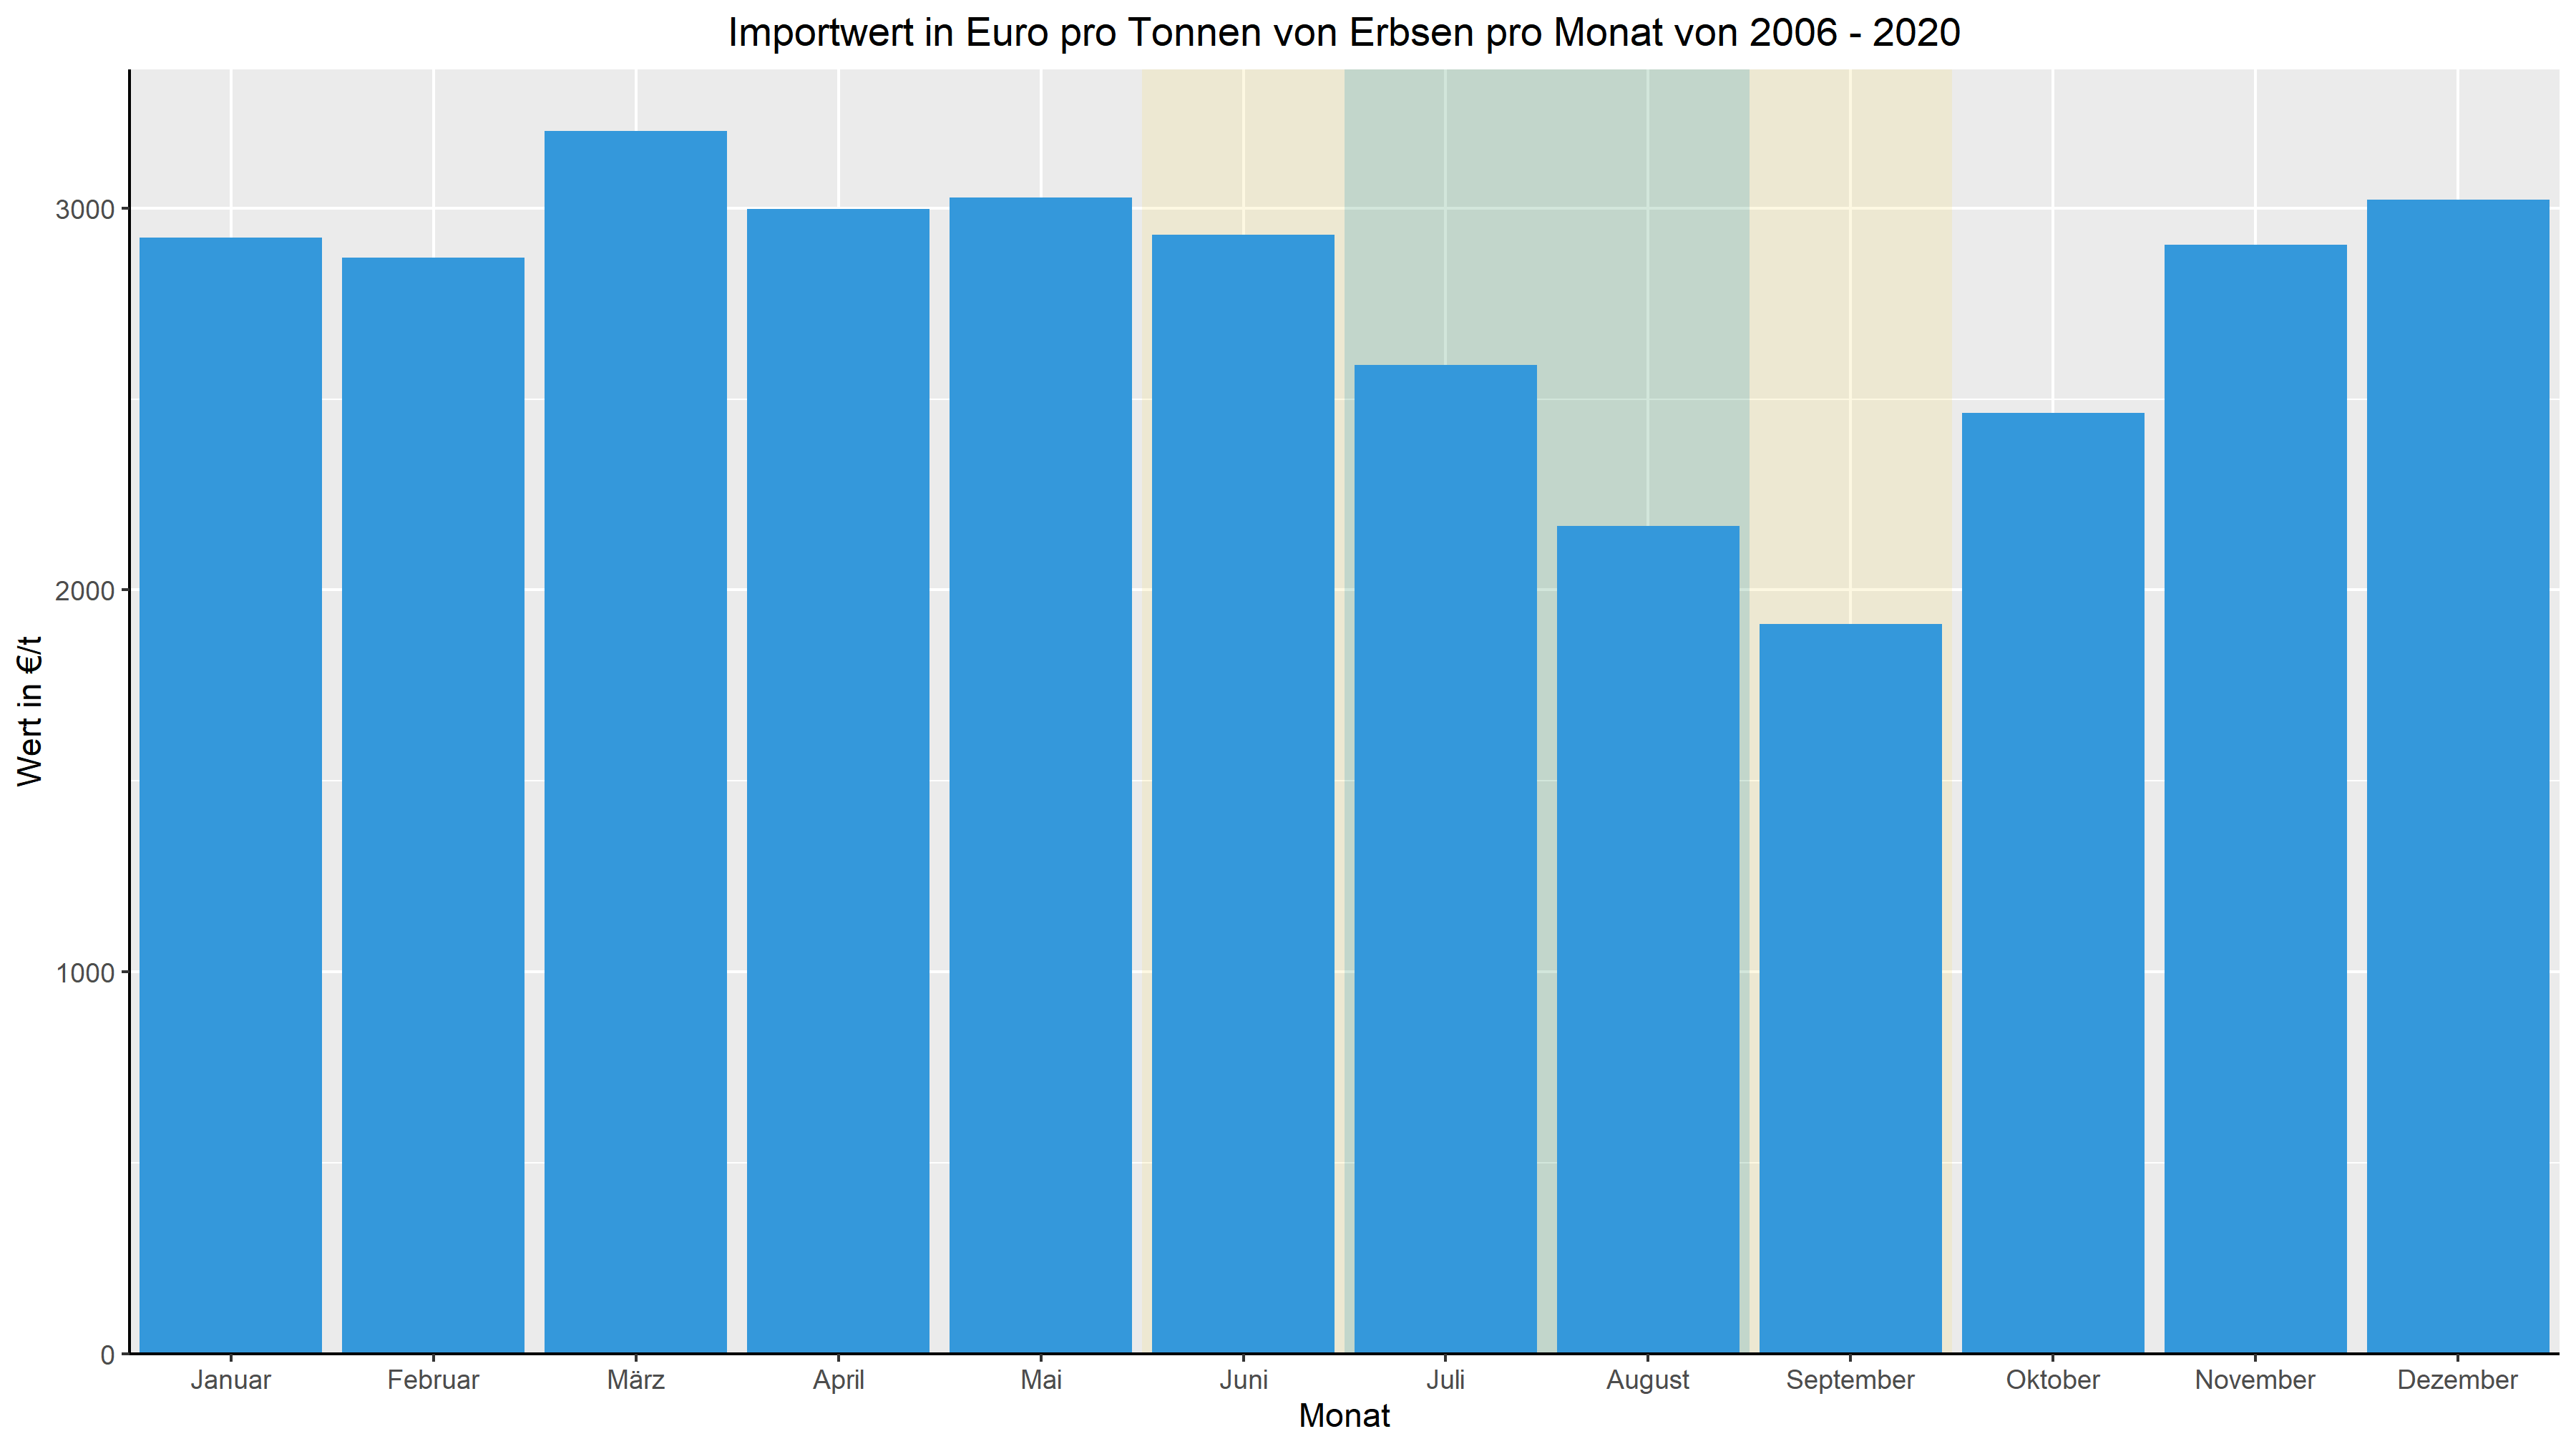 Importwert in Euro pro Tonnen von Erbsen pro Monat von 2006 - 2020
Wert in €/t
3000
2000
1000
0
Januar Februar März April Mai Juni Juli August September Oktober November Dezember
Monat